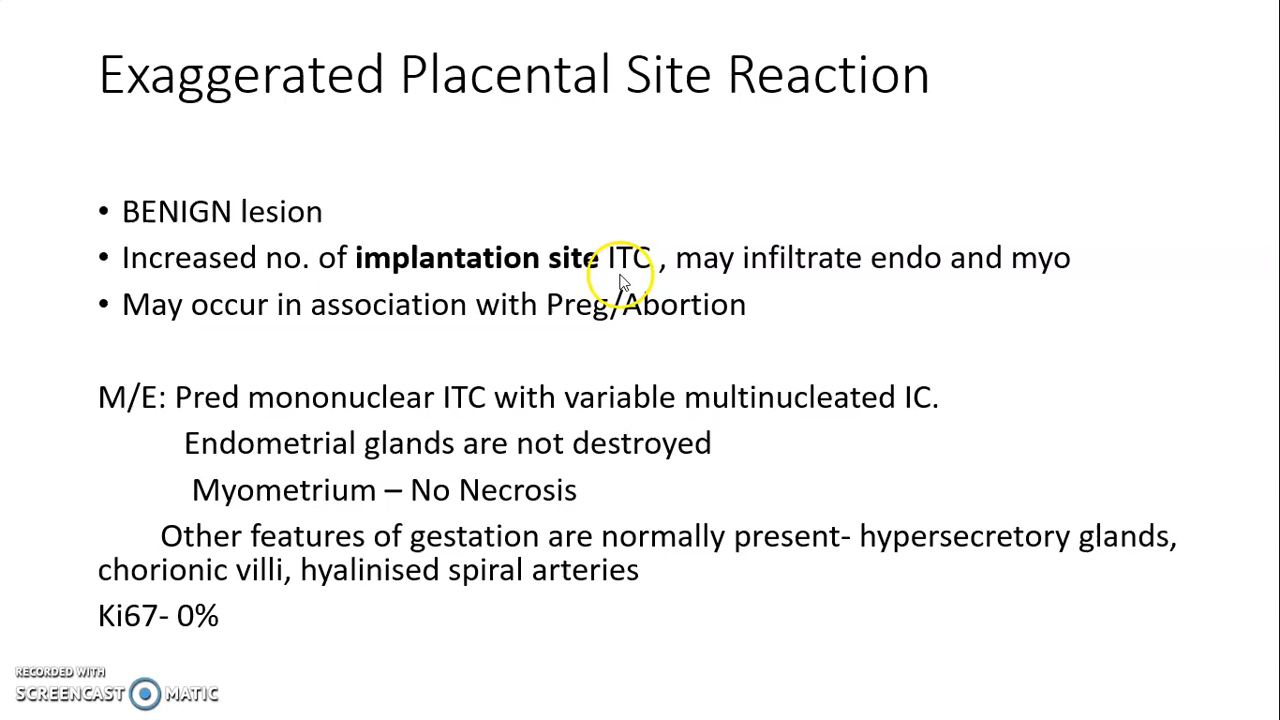 Exaggerated Placental Site Reaction
• BENIGN lesion
• Increased no. of implantation site ITC , may infiltrate endo and myo
• May occur in association with Preg/Abortion
M/E: Pred mononuclear ITC with variable multinucleated IC.
Endometrial glands are not destroyed
Myometrium – No Necrosis
Other features of gestation are normally present- hypersecretory glands,
chorionic villi, hyalinised spiral arteries
Ki67- 0%
RECORDED WITH
SCREENCAST MATIC